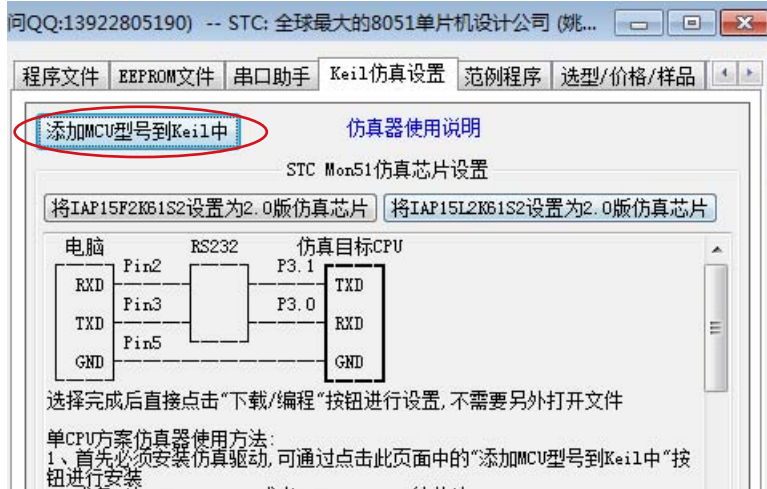 问QQ:13922805190) -- STC: 全球最大的8051单片机设计公司 (姚...
程序文件 EEPROM文件 串口助手 Keil仿真设置 范例程序 选型/价格/样品
添加MCU型号到Keil中 仿真器使用说明
STC Mon51仿真芯片设置
将IAP15F2K61S2设置为2.0版仿真芯片 将IAP15L2K61S2设置为2.0版仿真芯片
电脑 RS232 仿真目标CPU
Pin2 P3.1
RXD TXD
Pin3 P3.0
TXD RXD
Pin5
GND GND
选择完成后直接点击"下载/编程"按钮进行设置,不需要另外打开文件
单CPU方案仿真器使用方法:
1、首先必须安装仿真驱动,可通过点击此页面中的"添加MCU型号到Keil中"按
钮进行安装